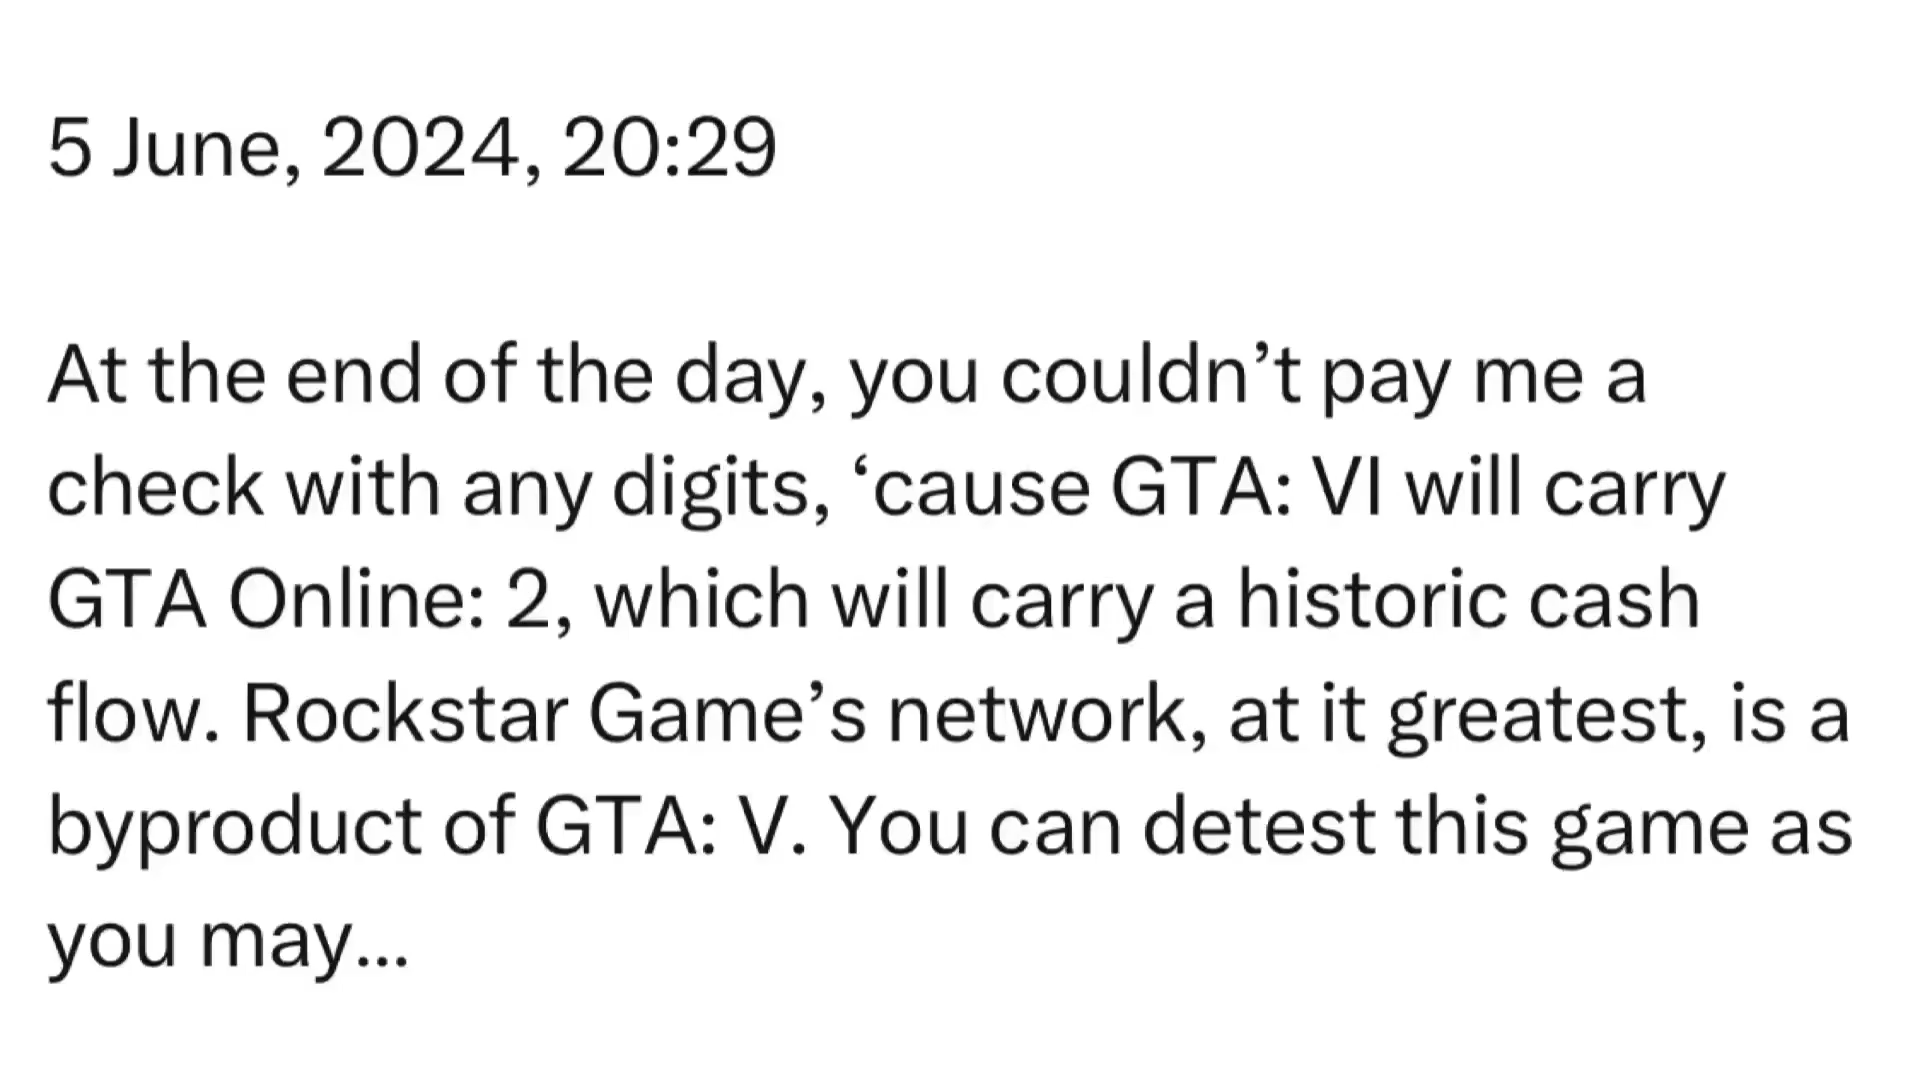 5 June, 2024, 20:29
At the end of the day, you couldn’t pay me a
check with any digits, ‘cause GTA: VI will carry
GTA Online: 2, which will carry a historic cash
flow. Rockstar Game’s network, at it greatest, is a
byproduct of GTA: V. You can detest this game as
you may...